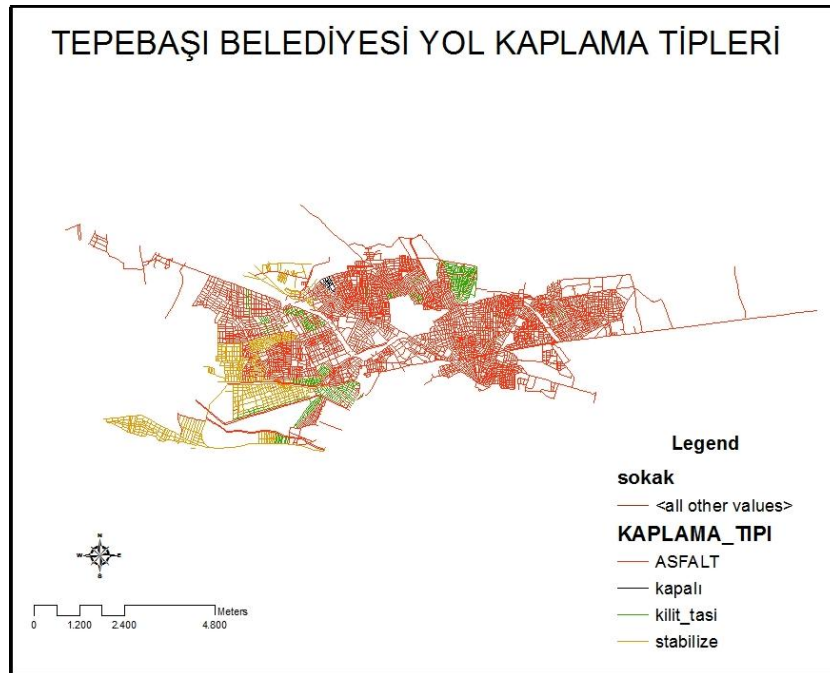 TEPEBAŞI BELEDİYESİ YOL KAPLAMA TİPLERİ
Legend
sokak
<all other values>
KAPLAMA_TIPI
ASFALT
kapalı
kilit_tasi
stabilize
N
W E
S
Meters
0 1.200 2.400 4.800